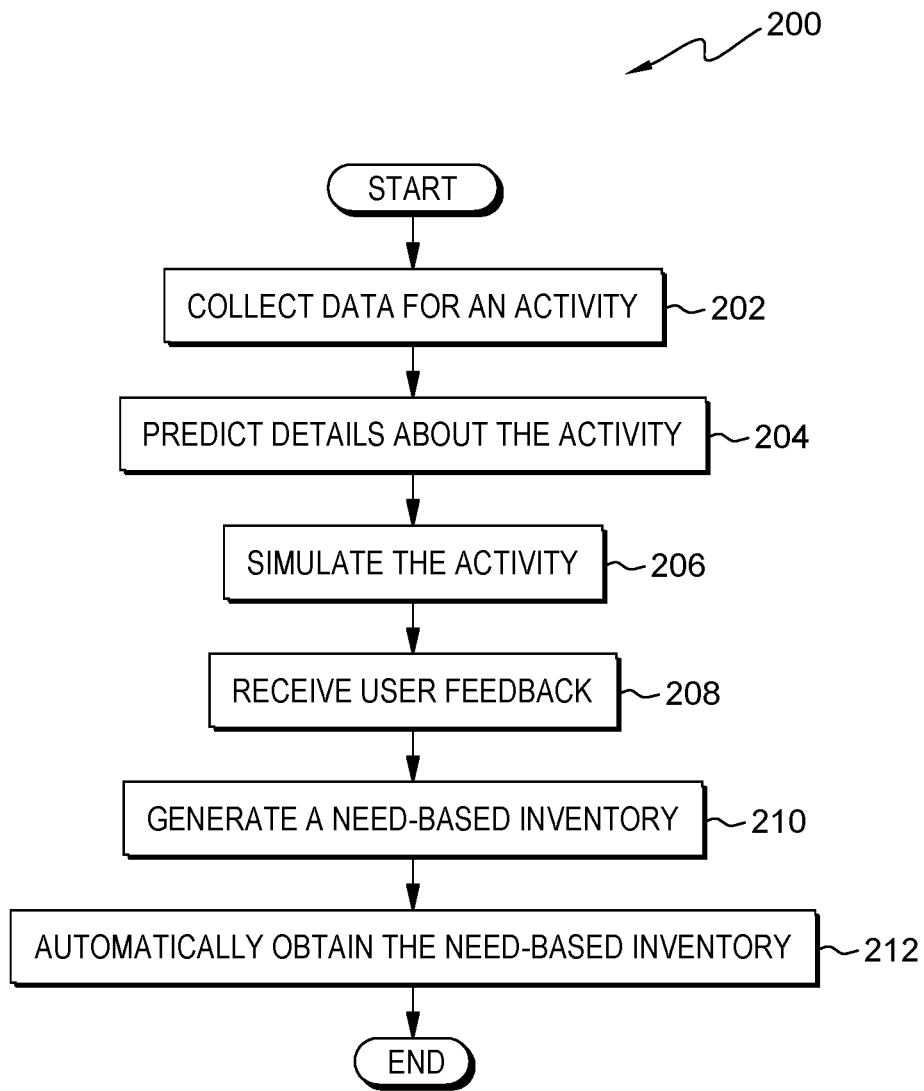 200
START
COLLECT DATA FOR AN ACTIVITY 202
PREDICT DETAILS ABOUT THE ACTIVITY 204
SIMULATE THE ACTIVITY 206
RECEIVE USER FEEDBACK 208
GENERATE A NEED-BASED INVENTORY 210
AUTOMATICALLY OBTAIN THE NEED-BASED INVENTORY 212
END